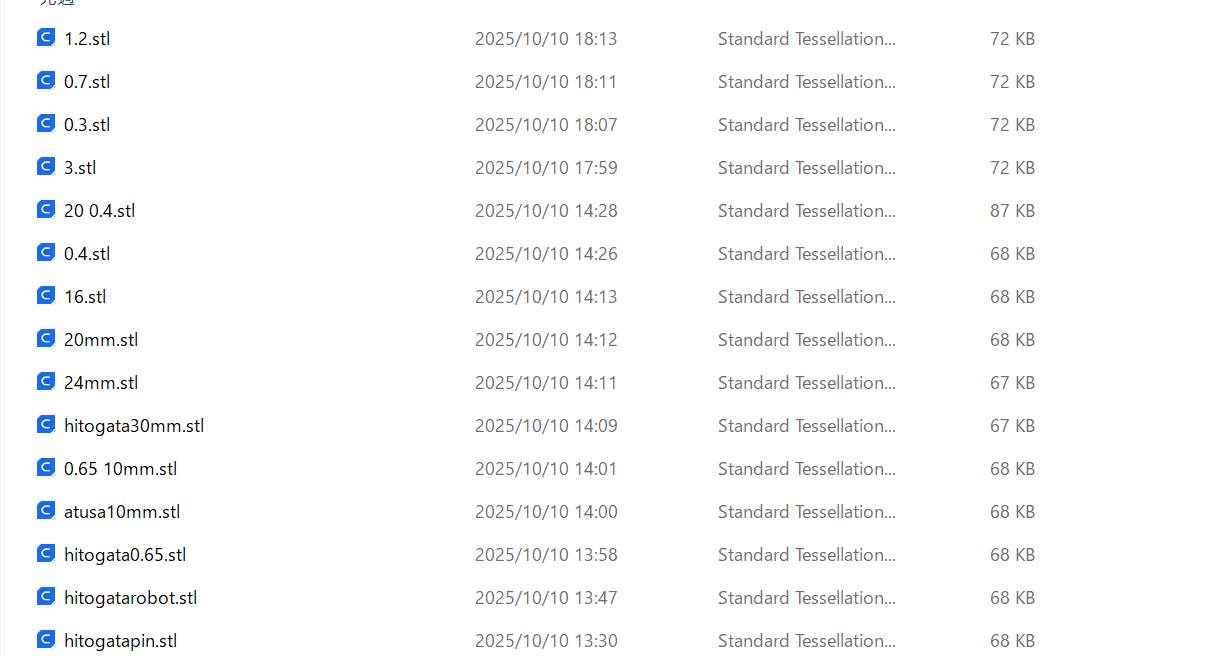 先週
1.2.stl 2025/10/10 18:13 Standard Tessellation... 72 KB
0.7.stl 2025/10/10 18:11 Standard Tessellation... 72 KB
0.3.stl 2025/10/10 18:07 Standard Tessellation... 72 KB
3.stl 2025/10/10 17:59 Standard Tessellation... 72 KB
20 0.4.stl 2025/10/10 14:28 Standard Tessellation... 87 KB
0.4.stl 2025/10/10 14:26 Standard Tessellation... 68 KB
16.stl 2025/10/10 14:13 Standard Tessellation... 68 KB
20mm.stl 2025/10/10 14:12 Standard Tessellation... 68 KB
24mm.stl 2025/10/10 14:11 Standard Tessellation... 67 KB
hitogata30mm.stl 2025/10/10 14:09 Standard Tessellation... 67 KB
0.65 10mm.stl 2025/10/10 14:01 Standard Tessellation... 68 KB
atusa10mm.stl 2025/10/10 14:00 Standard Tessellation... 68 KB
hitogata0.65.stl 2025/10/10 13:58 Standard Tessellation... 68 KB
hitogatarobot.stl 2025/10/10 13:47 Standard Tessellation... 68 KB
hitogatapin.stl 2025/10/10 13:30 Standard Tessellation... 68 KB